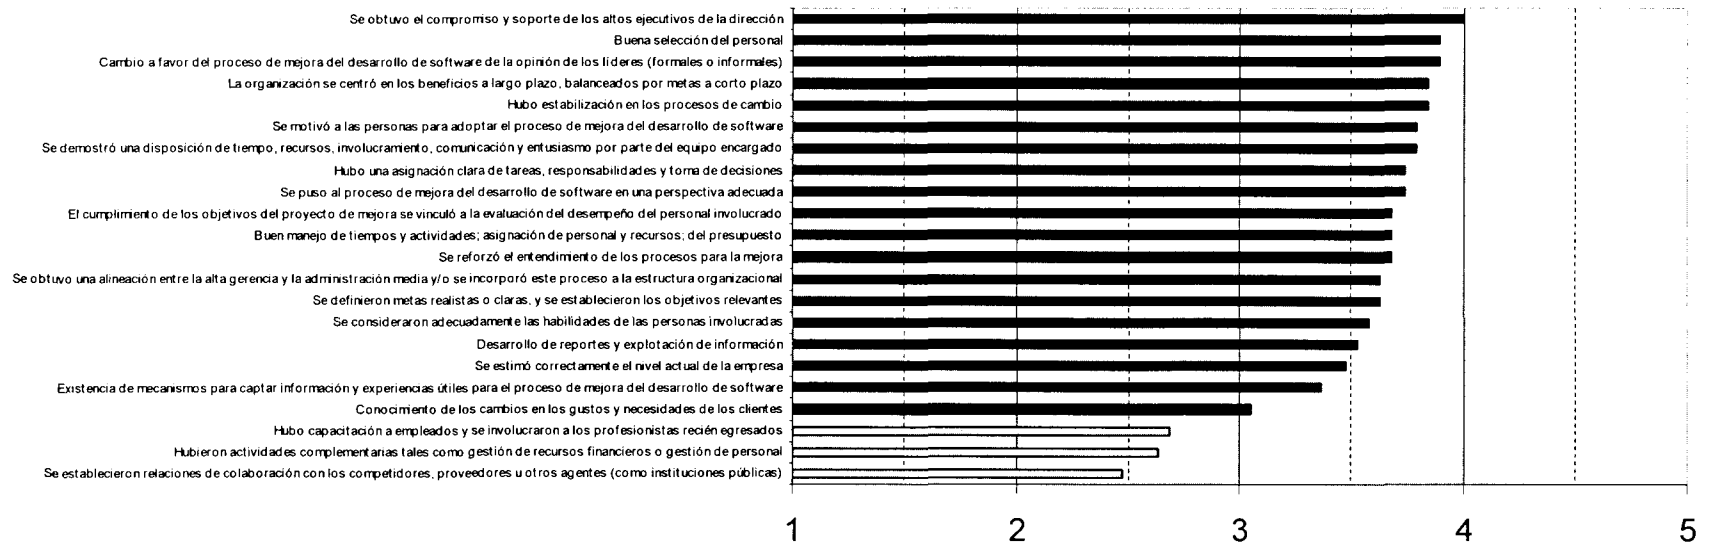 Se obtuvo el compromiso y soporte de los altos ejecutivos de la dirección
Buena selección del personal
Cambio a favor del proceso de mejora del desarrollo de software de la opinión de los líderes (formales o informales)
La organización se centró en los beneficios a largo plazo, balanceados por metas a corto plazo
Hubo estabilización en los procesos de cambio
Se motivó a las personas para adoptar el proceso de mejora del desarrollo de software
Se demostró una disposición de tiempo, recursos, involucramiento, comunicación y entusiasmo por parte del equipo encargado
Hubo una asignación clara de tareas, responsabilidades y toma de decisiones
Se puso al proceso de mejora del desarrollo de software en una perspectiva adecuada
El cumplimiento de los objetivos del proyecto de mejora se vinculó a la evaluación del desempeño del personal involucrado
Buen manejo de tiempos y actividades; asignación de personal y recursos; del presupuesto
Se reforzó el entendimiento de los procesos para la mejora
Se obtuvo una alineación entre la alta gerencia y la administración media y/o se incorporó este proceso a la estructura organizacional
Se definieron metas realistas o claras, y se establecieron los objetivos relevantes
Se consideraron adecuadamente las habilidades de las personas involucradas
Desarrollo de reportes y explotación de información
Se estimó correctamente el nivel actual de la empresa
Existencia de mecanismos para captar información y experiencias útiles para el proceso de mejora del desarrollo de software
Conocimiento de los cambios en los gustos y necesidades de los clientes
Hubo capacitación a empleados y se involucraron a los profesionistas recién egresados
Hubieron actividades complementarias tales como gestión de recursos financieros o gestión de personal
Se establecieron relaciones de colaboración con los competidores, proveedores u otros agentes (como instituciones públicas)
1 2 3 4 5